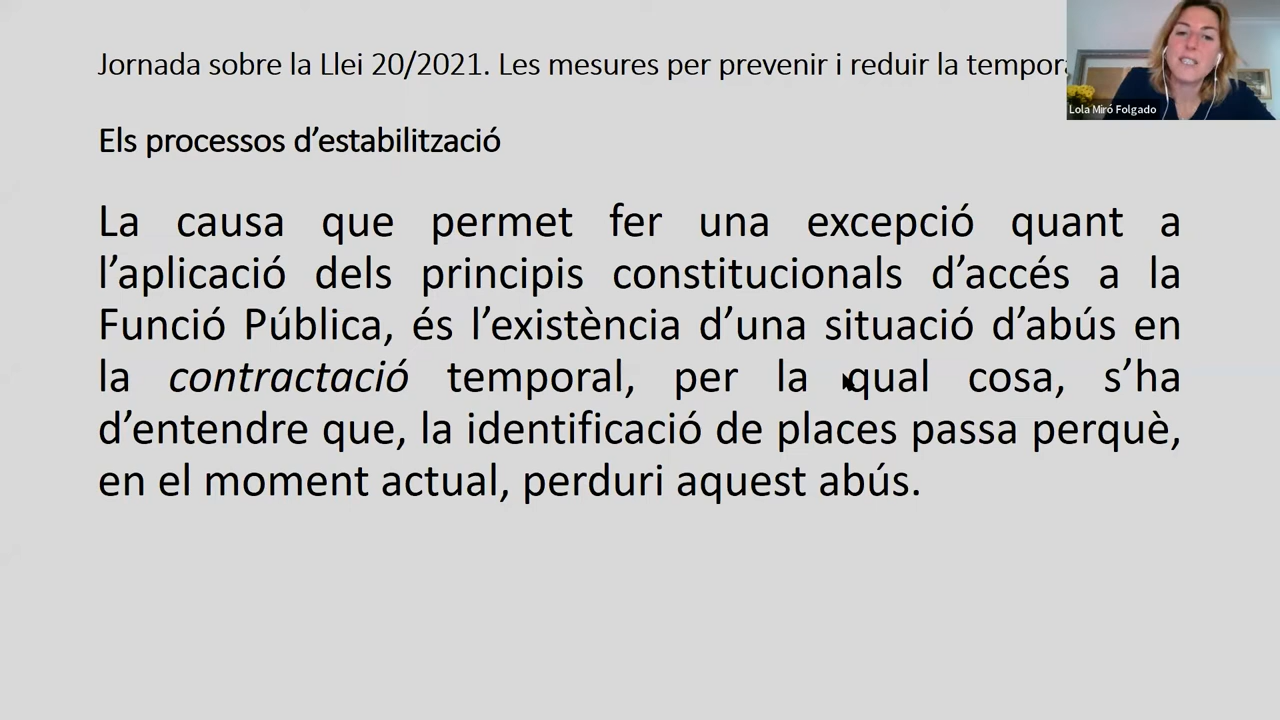 Jornada sobre la Llei 20/2021. Les mesures per prevenir i reduir la
Lola Miró Folgado
Els processos d’estabilització
La causa que permet fer una excepció quant a
l’aplicació dels principis constitucionals d’accés a la
Funció Pública, és l’existència d’una situació d’abús en
la contractació temporal, per la qual cosa, s’ha
d’entendre que, la identificació de places passa perquè,
en el moment actual, perduri aquest abús.